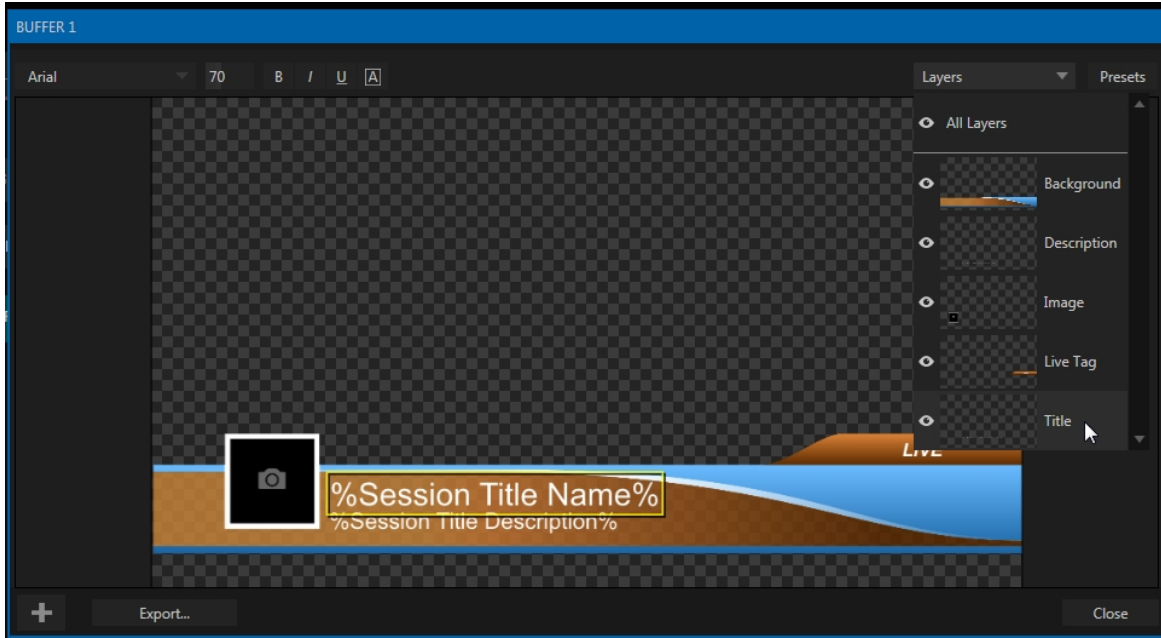 BUFFER 1
Arial 70 B I U A Layers Presets
All Layers
Background
Description
Image
Live Tag
Title
LIVE
%Session Title Name%
%Session Title Description%
Export... Close